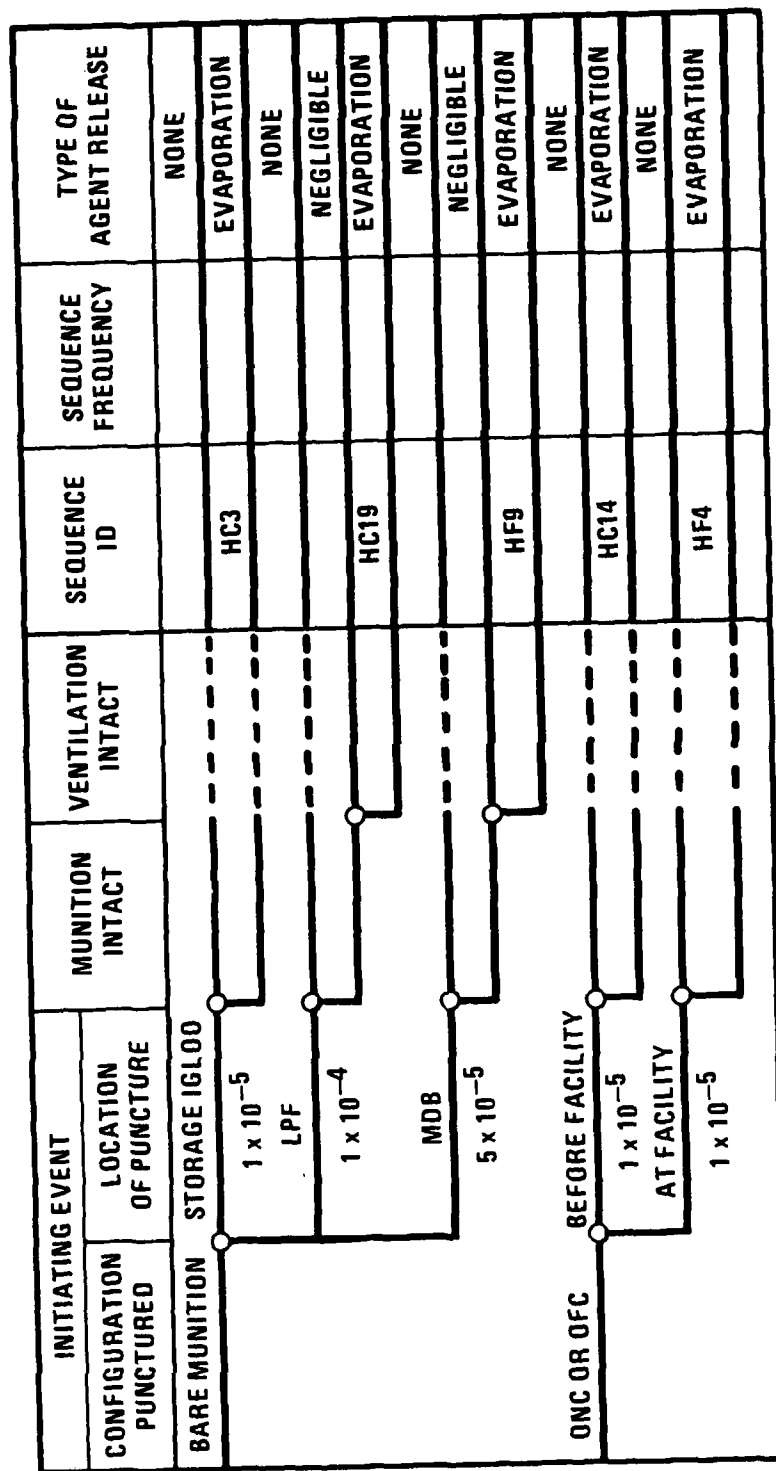 INITIATING EVENT
CONFIGURATION
PUNCTURED
LOCATION
OF PUNCTURE
MUNITION
INTACT
VENTILATION
INTACT
SEQUENCE
ID
SEQUENCE
FREQUENCY
TYPE OF
AGENT RELEASE
BARE MUNITION
STORAGE IGLOO
1 x 10⁻⁵
NONE
HC3
EVAPORATION
NONE
LPF
1 x 10⁻⁴
NEGLIGIBLE
HC19
EVAPORATION
NONE
MDB
5 x 10⁻⁵
NEGLIGIBLE
HF9
EVAPORATION
NONE
ONC OR OFC
BEFORE FACILITY
1 x 10⁻⁵
HC14
EVAPORATION
NONE
AT FACILITY
1 x 10⁻⁵
HF4
EVAPORATION